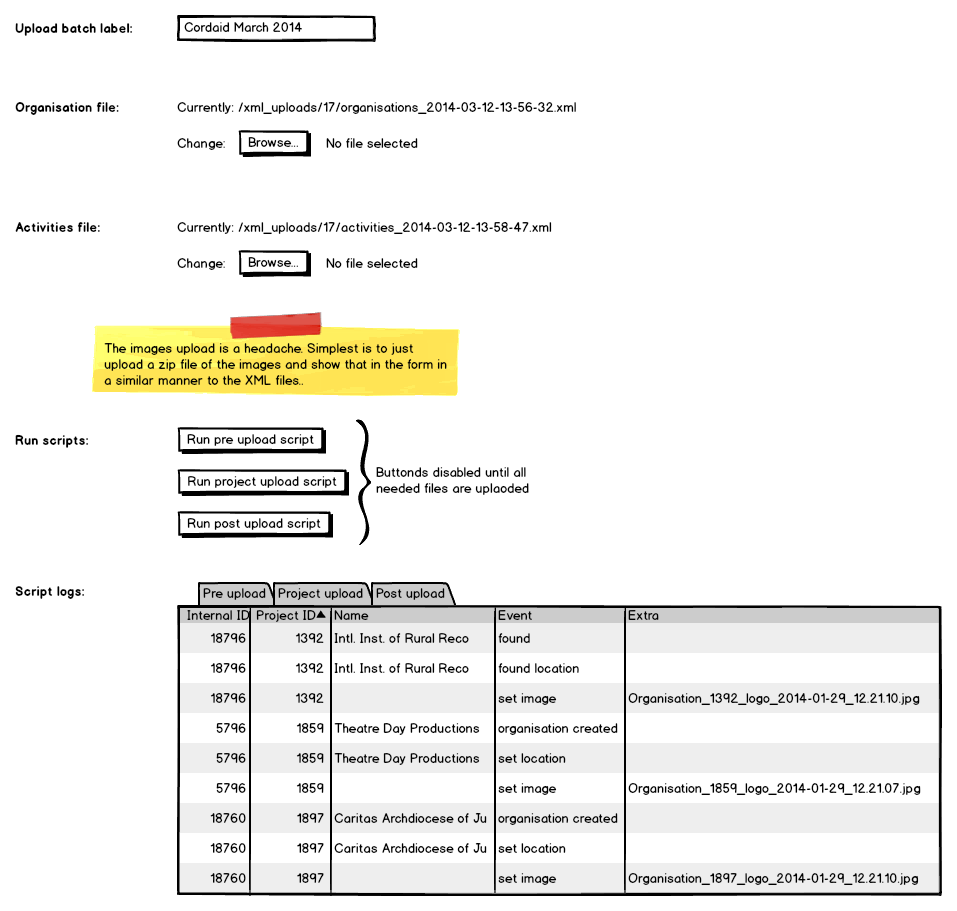 Upload batch label: Cordaid March 2014
Organisation file: Currently: /xml_uploads/17/organisations_2014-03-12-13-56-32.xml
Change: Browse... No file selected
Activities file: Currently: /xml_uploads/17/activities_2014-03-12-13-58-47.xml
Change: Browse... No file selected
The images upload is a headache. Simplest is to just
upload a zip file of the images and show that in the form in
a similar manner to the XML files..
Run scripts: Run pre upload script
Run project upload script
Run post upload script
Buttonds disabled until all
needed files are uplaoded
Script logs: Pre upload Project upload Post upload
Internal ID Project ID▲ Name Event Extra
18796 1392 Intl. Inst. of Rural Reco found
18796 1392 Intl. Inst. of Rural Reco found location
18796 1392 set image Organisation_1392_logo_2014-01-29_12.21.10.jpg
5796 1859 Theatre Day Productions organisation created
5796 1859 Theatre Day Productions set location
5796 1859 set image Organisation_1859_logo_2014-01-29_12.21.07.jpg
18760 1897 Caritas Archdiocese of Ju organisation created
18760 1897 Caritas Archdiocese of Ju set location
18760 1897 set image Organisation_1897_logo_2014-01-29_12.21.10.jpg